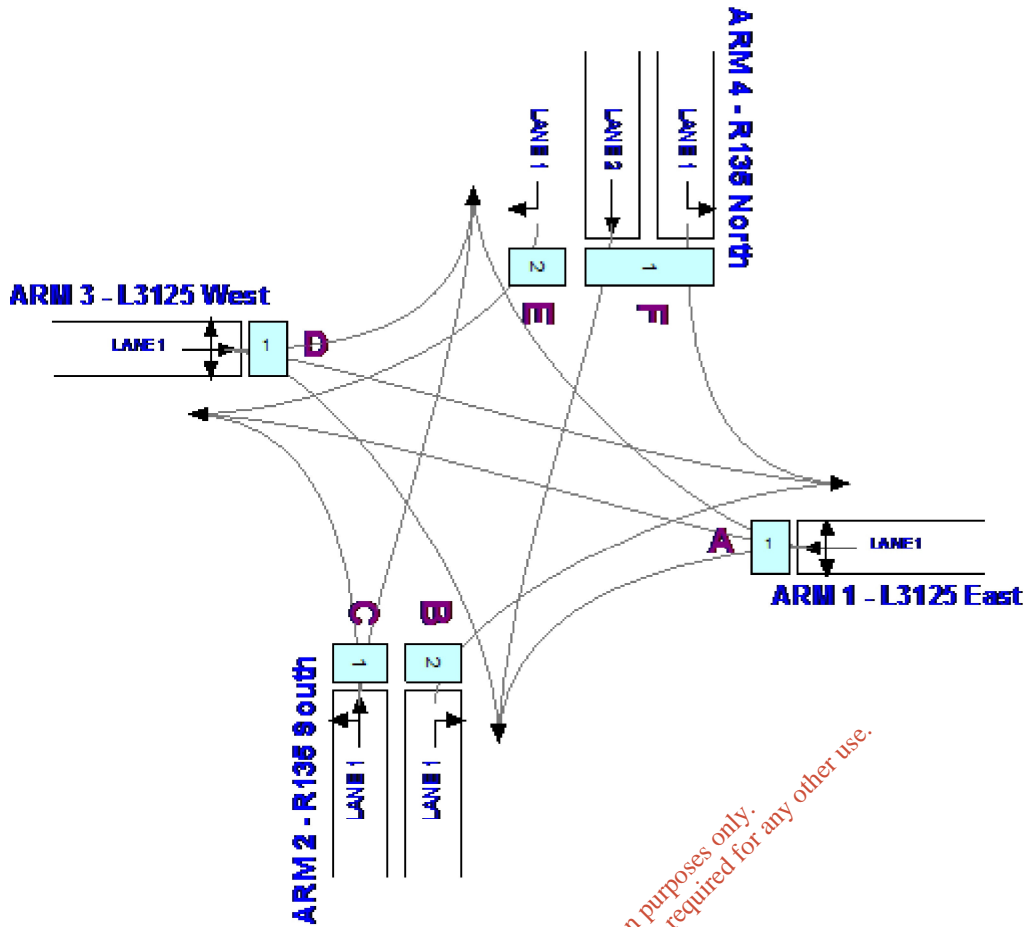 ARM 4 - R135 North
LANE 1
LANE 2
LANE 1
2
1
E
F
ARM 3 - L3125 West
LANE 1
1
D
A
1
LANE 1
ARM 1 - L3125 East
C
B
1
2
ARM 2 - R135 South
LANE 1
LANE 1
n purposes only.
required for any other use.